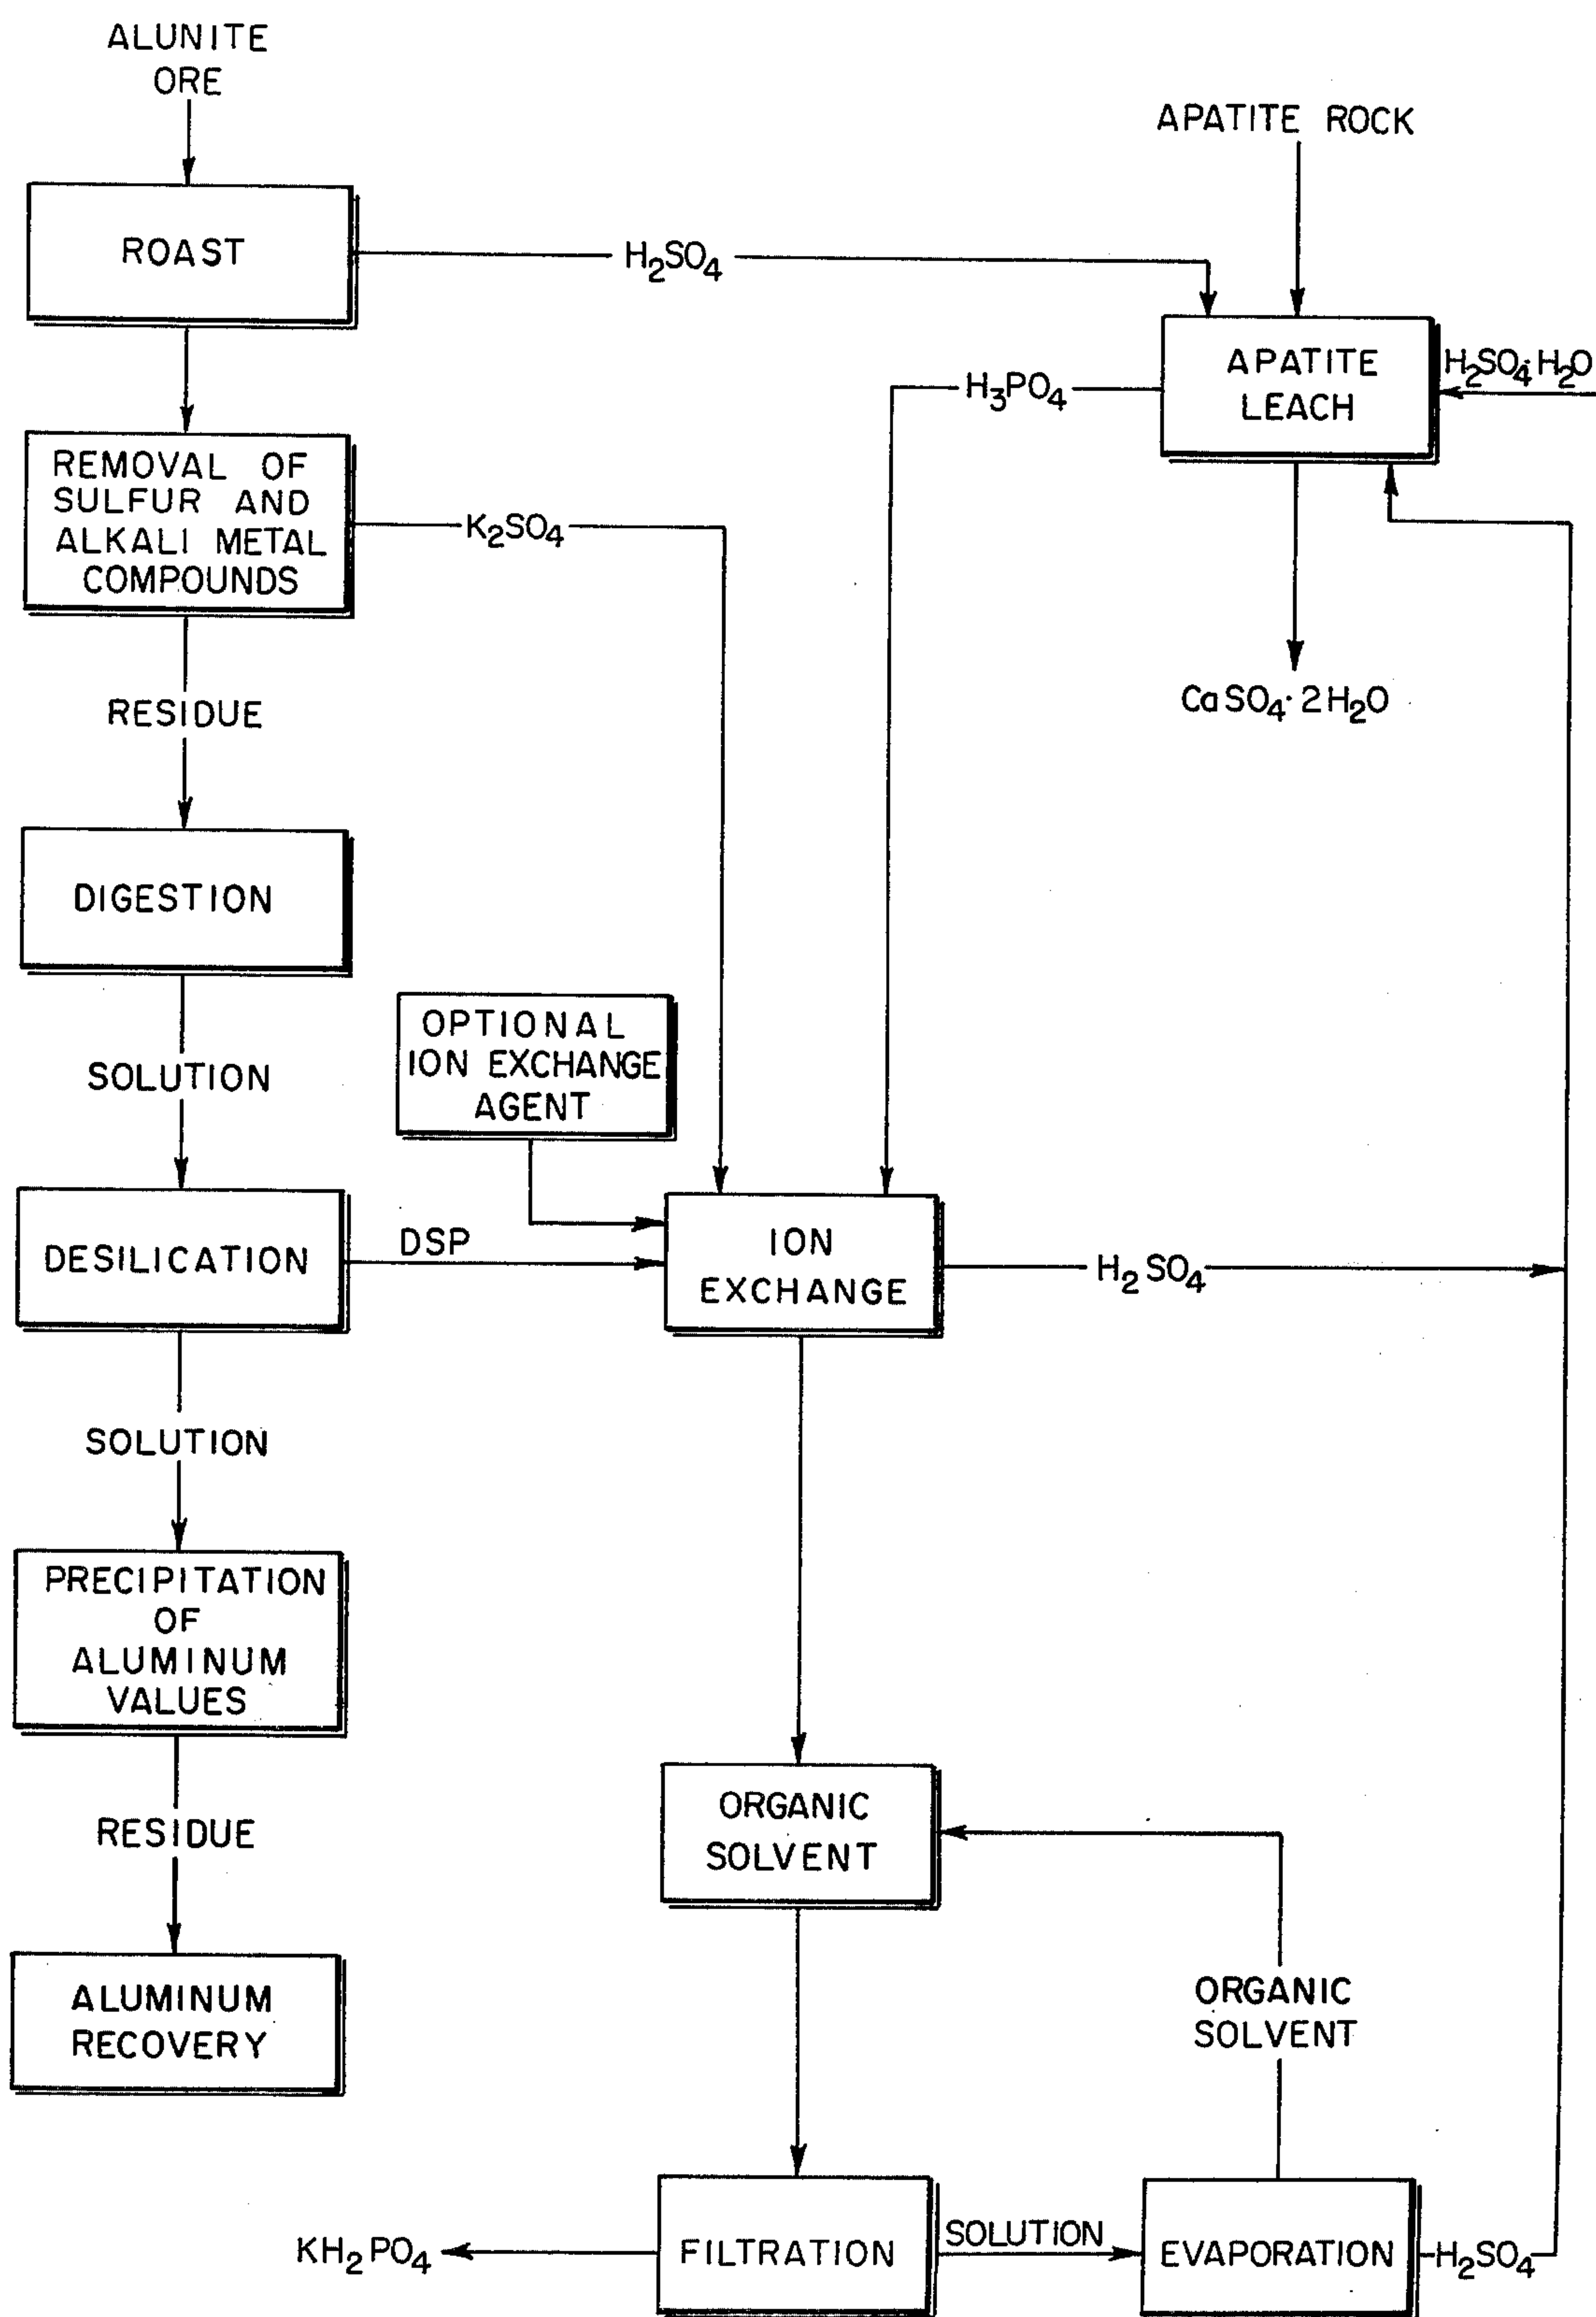 ALUNITE
ORE
APATITE ROCK
ROAST
H₂SO₄
APATITE
LEACH
H₂SO₄·H₂O
H₃PO₄
REMOVAL OF
SULFUR AND
ALKALI METAL
COMPOUNDS
K₂SO₄
RESIDUE
CaSO₄·2H₂O
DIGESTION
SOLUTION
OPTIONAL
ION EXCHANGE
AGENT
DESILICATION
DSP
ION
EXCHANGE
H₂SO₄
SOLUTION
PRECIPITATION
OF
ALUMINUM
VALUES
ORGANIC
SOLVENT
RESIDUE
ALUMINUM
RECOVERY
ORGANIC
SOLVENT
KH₂PO₄
FILTRATION
SOLUTION
EVAPORATION
H₂SO₄